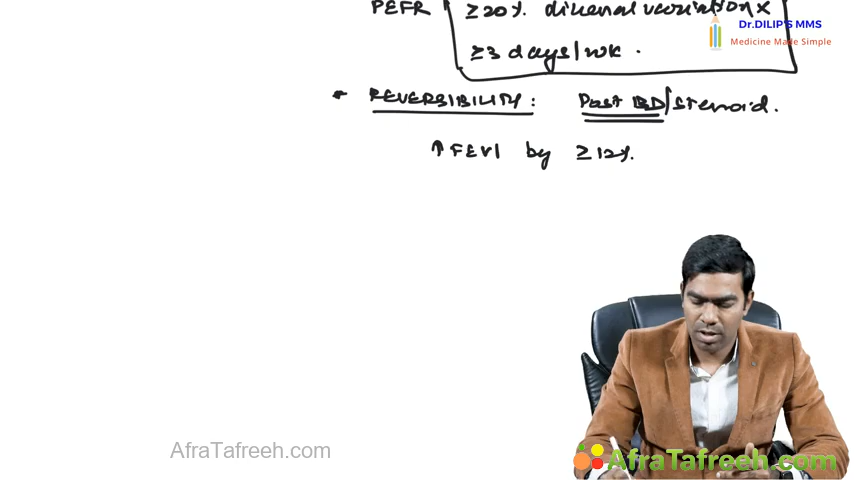 PEFR ≥20% diurnal variation x
≥3 days/wk.
Dr.DILIP'S MMS
Medicine Made Simple
* REVERSIBILITY: Post BD/steroid.
↑FEV1 by ≥12%.
AfraTafreeh.com
AfraTafreeh.com